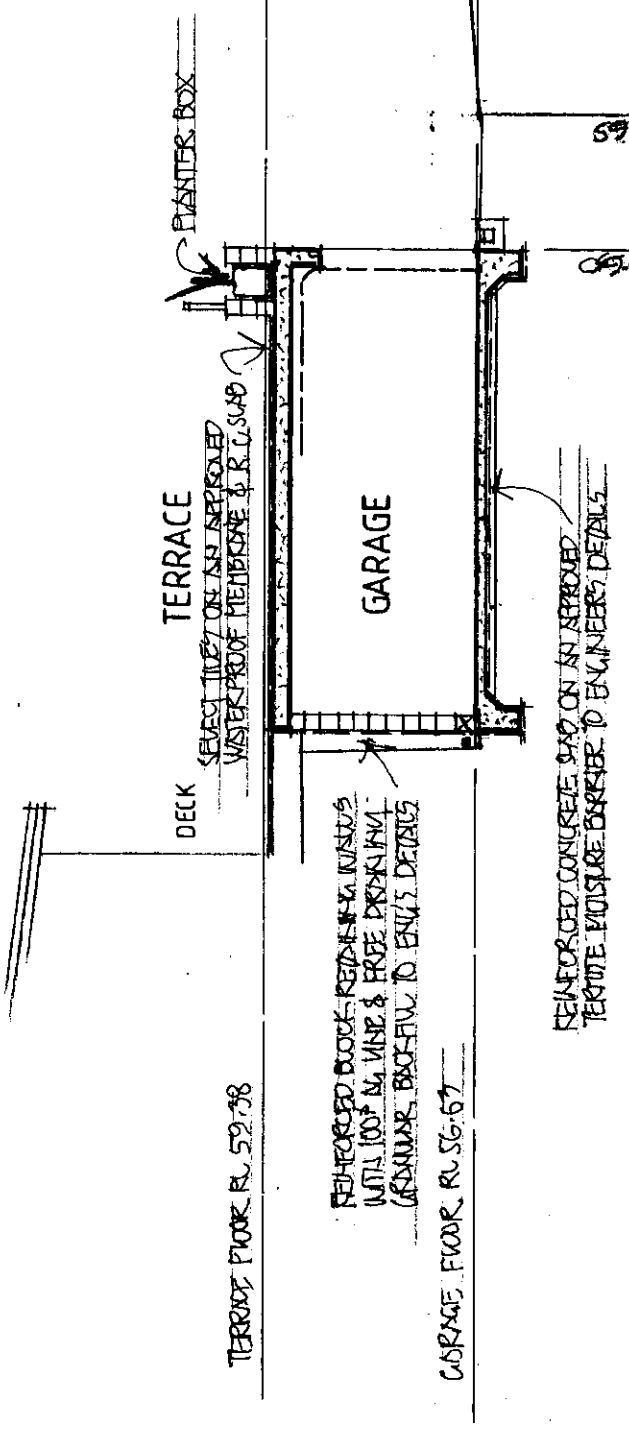 PLANTER BOX
TERRACE
SELECT TILES ON AN APPROVED
WATERPROOF MEMBRANE & R.C. SLAB
DECK
GARAGE
REINFORCED BLOCK RETAINING WALLS
WITH 100ᶲ AG. LINE & FREE DRAINING
GRANULAR BACKFILL TO ENG'S DETAILS
TERRACE FLOOR RL 59.38
GARAGE FLOOR RL 56.67
REINFORCED CONCRETE SLAB ON AN APPROVED
TERMITE MOISTURE BARRIER TO ENGINEERS DETAILS